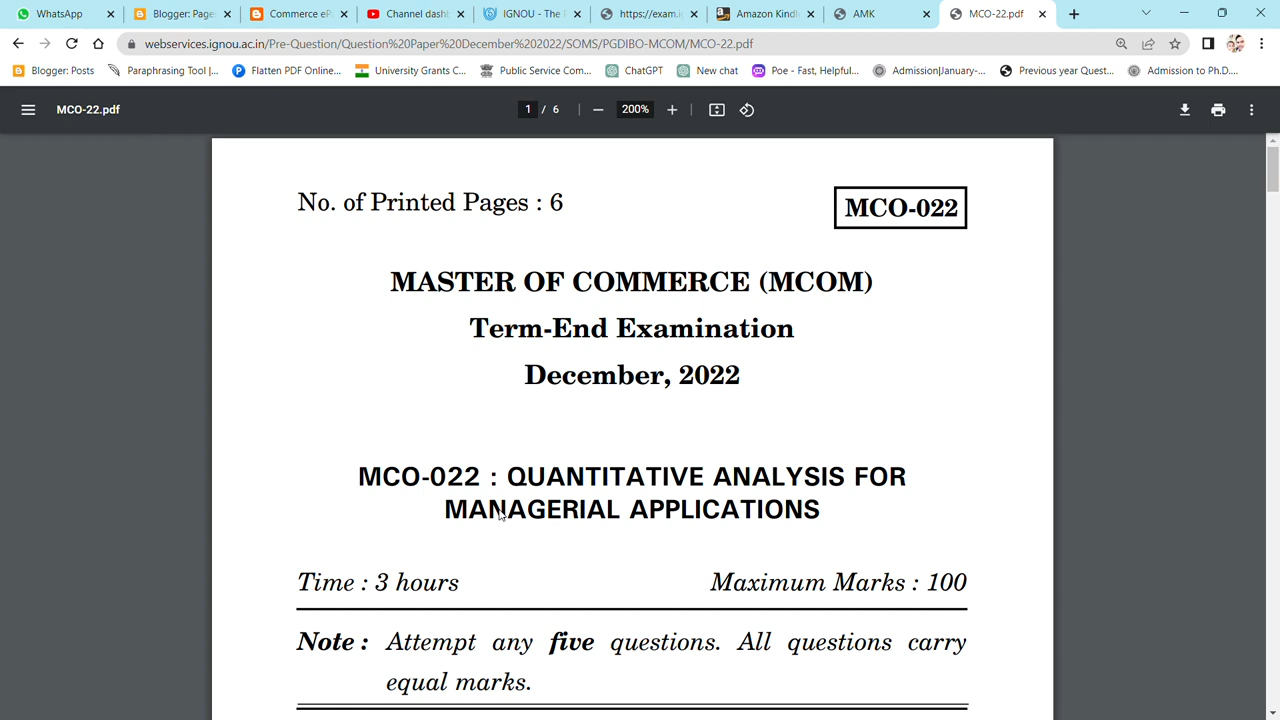 WhatsApp
Blogger: Page
Commerce eP
Channel dash
IGNOU - The P
https://exam.i
Amazon Kindl
AMK
MCO-22.pdf
webservices.ignou.ac.in/Pre-Question/Question%20Paper%20December%202022/SOMS/PGDIBO-MCOM/MCO-22.pdf
Blogger: Posts
Paraphrasing Tool |...
Flatten PDF Online...
University Grants C...
Public Service Com...
ChatGPT
New chat
Poe - Fast, Helpful...
Admission|January-...
Previous year Quest...
Admission to Ph.D....
MCO-22.pdf
1 / 6
200%
No. of Printed Pages : 6
MCO-022
MASTER OF COMMERCE (MCOM)
Term-End Examination
December, 2022
MCO-022 : QUANTITATIVE ANALYSIS FOR
MANAGERIAL APPLICATIONS
Time : 3 hours
Maximum Marks : 100
Note : Attempt any five questions. All questions carry
equal marks.